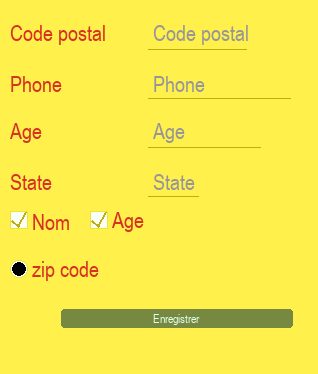 Code postal Code postal
Phone Phone
Age Age
State State
Nom Age
zip code
Enregistrer